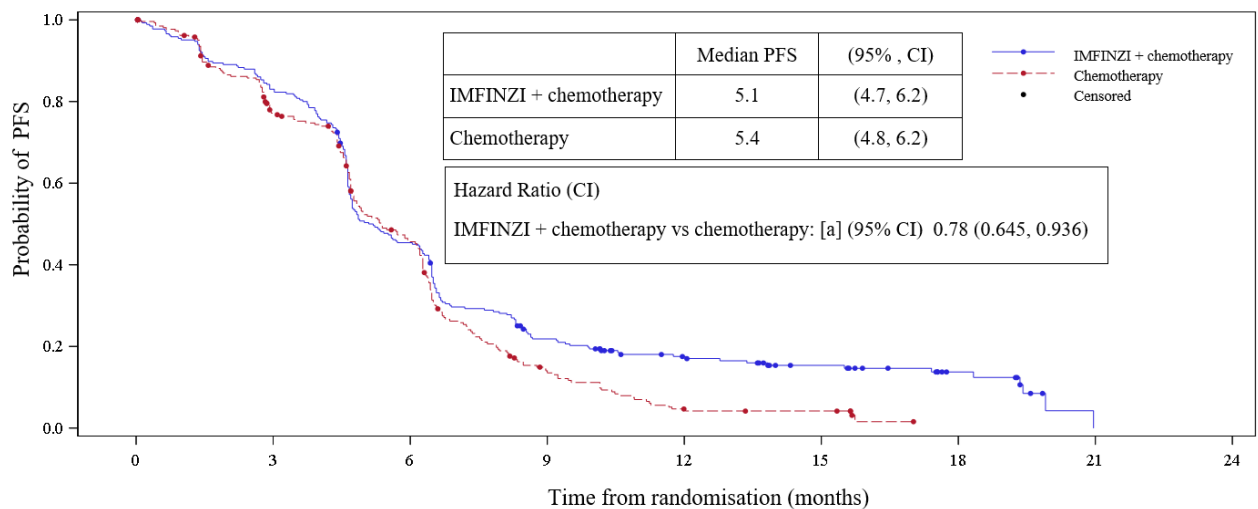 Probability of PFS
1.0
0.8
0.6
0.4
0.2
0.0
Median PFS (95% , CI)
IMFINZI + chemotherapy 5.1 (4.7, 6.2)
Chemotherapy 5.4 (4.8, 6.2)
Hazard Ratio (CI)
IMFINZI + chemotherapy vs chemotherapy: [a] (95% CI) 0.78 (0.645, 0.936)
IMFINZI + chemotherapy
Chemotherapy
Censored
0 3 6 9 12 15 18 21 24
Time from randomisation (months)